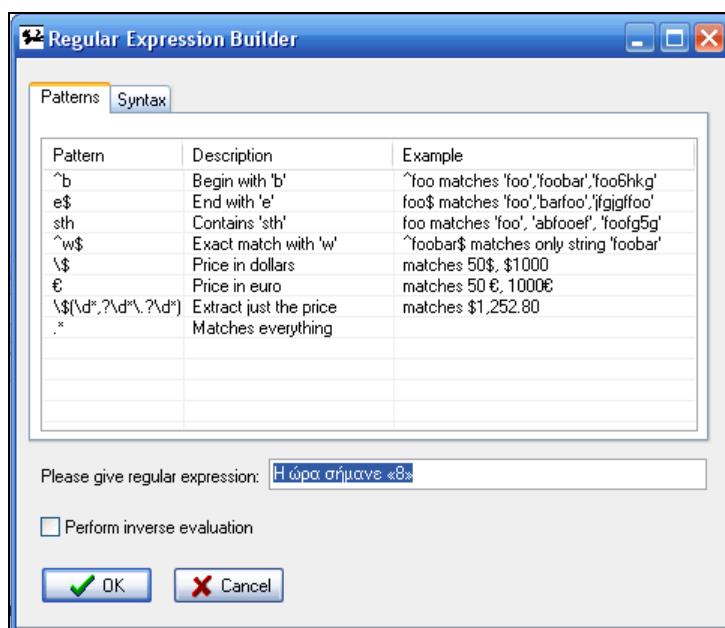 Regular Expression Builder
Patterns Syntax
Pattern Description Example
^b Begin with 'b' ^foo matches 'foo','foobar','foo6hkg'
e$ End with 'e' foo$ matches 'foo','barfoo','jfgjgffoo'
sth Contains 'sth' foo matches 'foo', 'abfooef', 'foofg5g'
^w$ Exact match with 'w' ^foobar$ matches only string 'foobar'
\$ Price in dollars matches 50$, $1000
€ Price in euro matches 50 €, 1000€
\$(\d*,?\d*\.?\d*) Extract just the price matches $1,252.80
.* Matches everything
Please give regular expression: Η ώρα σήμανε «8»
Perform inverse evaluation
OK Cancel